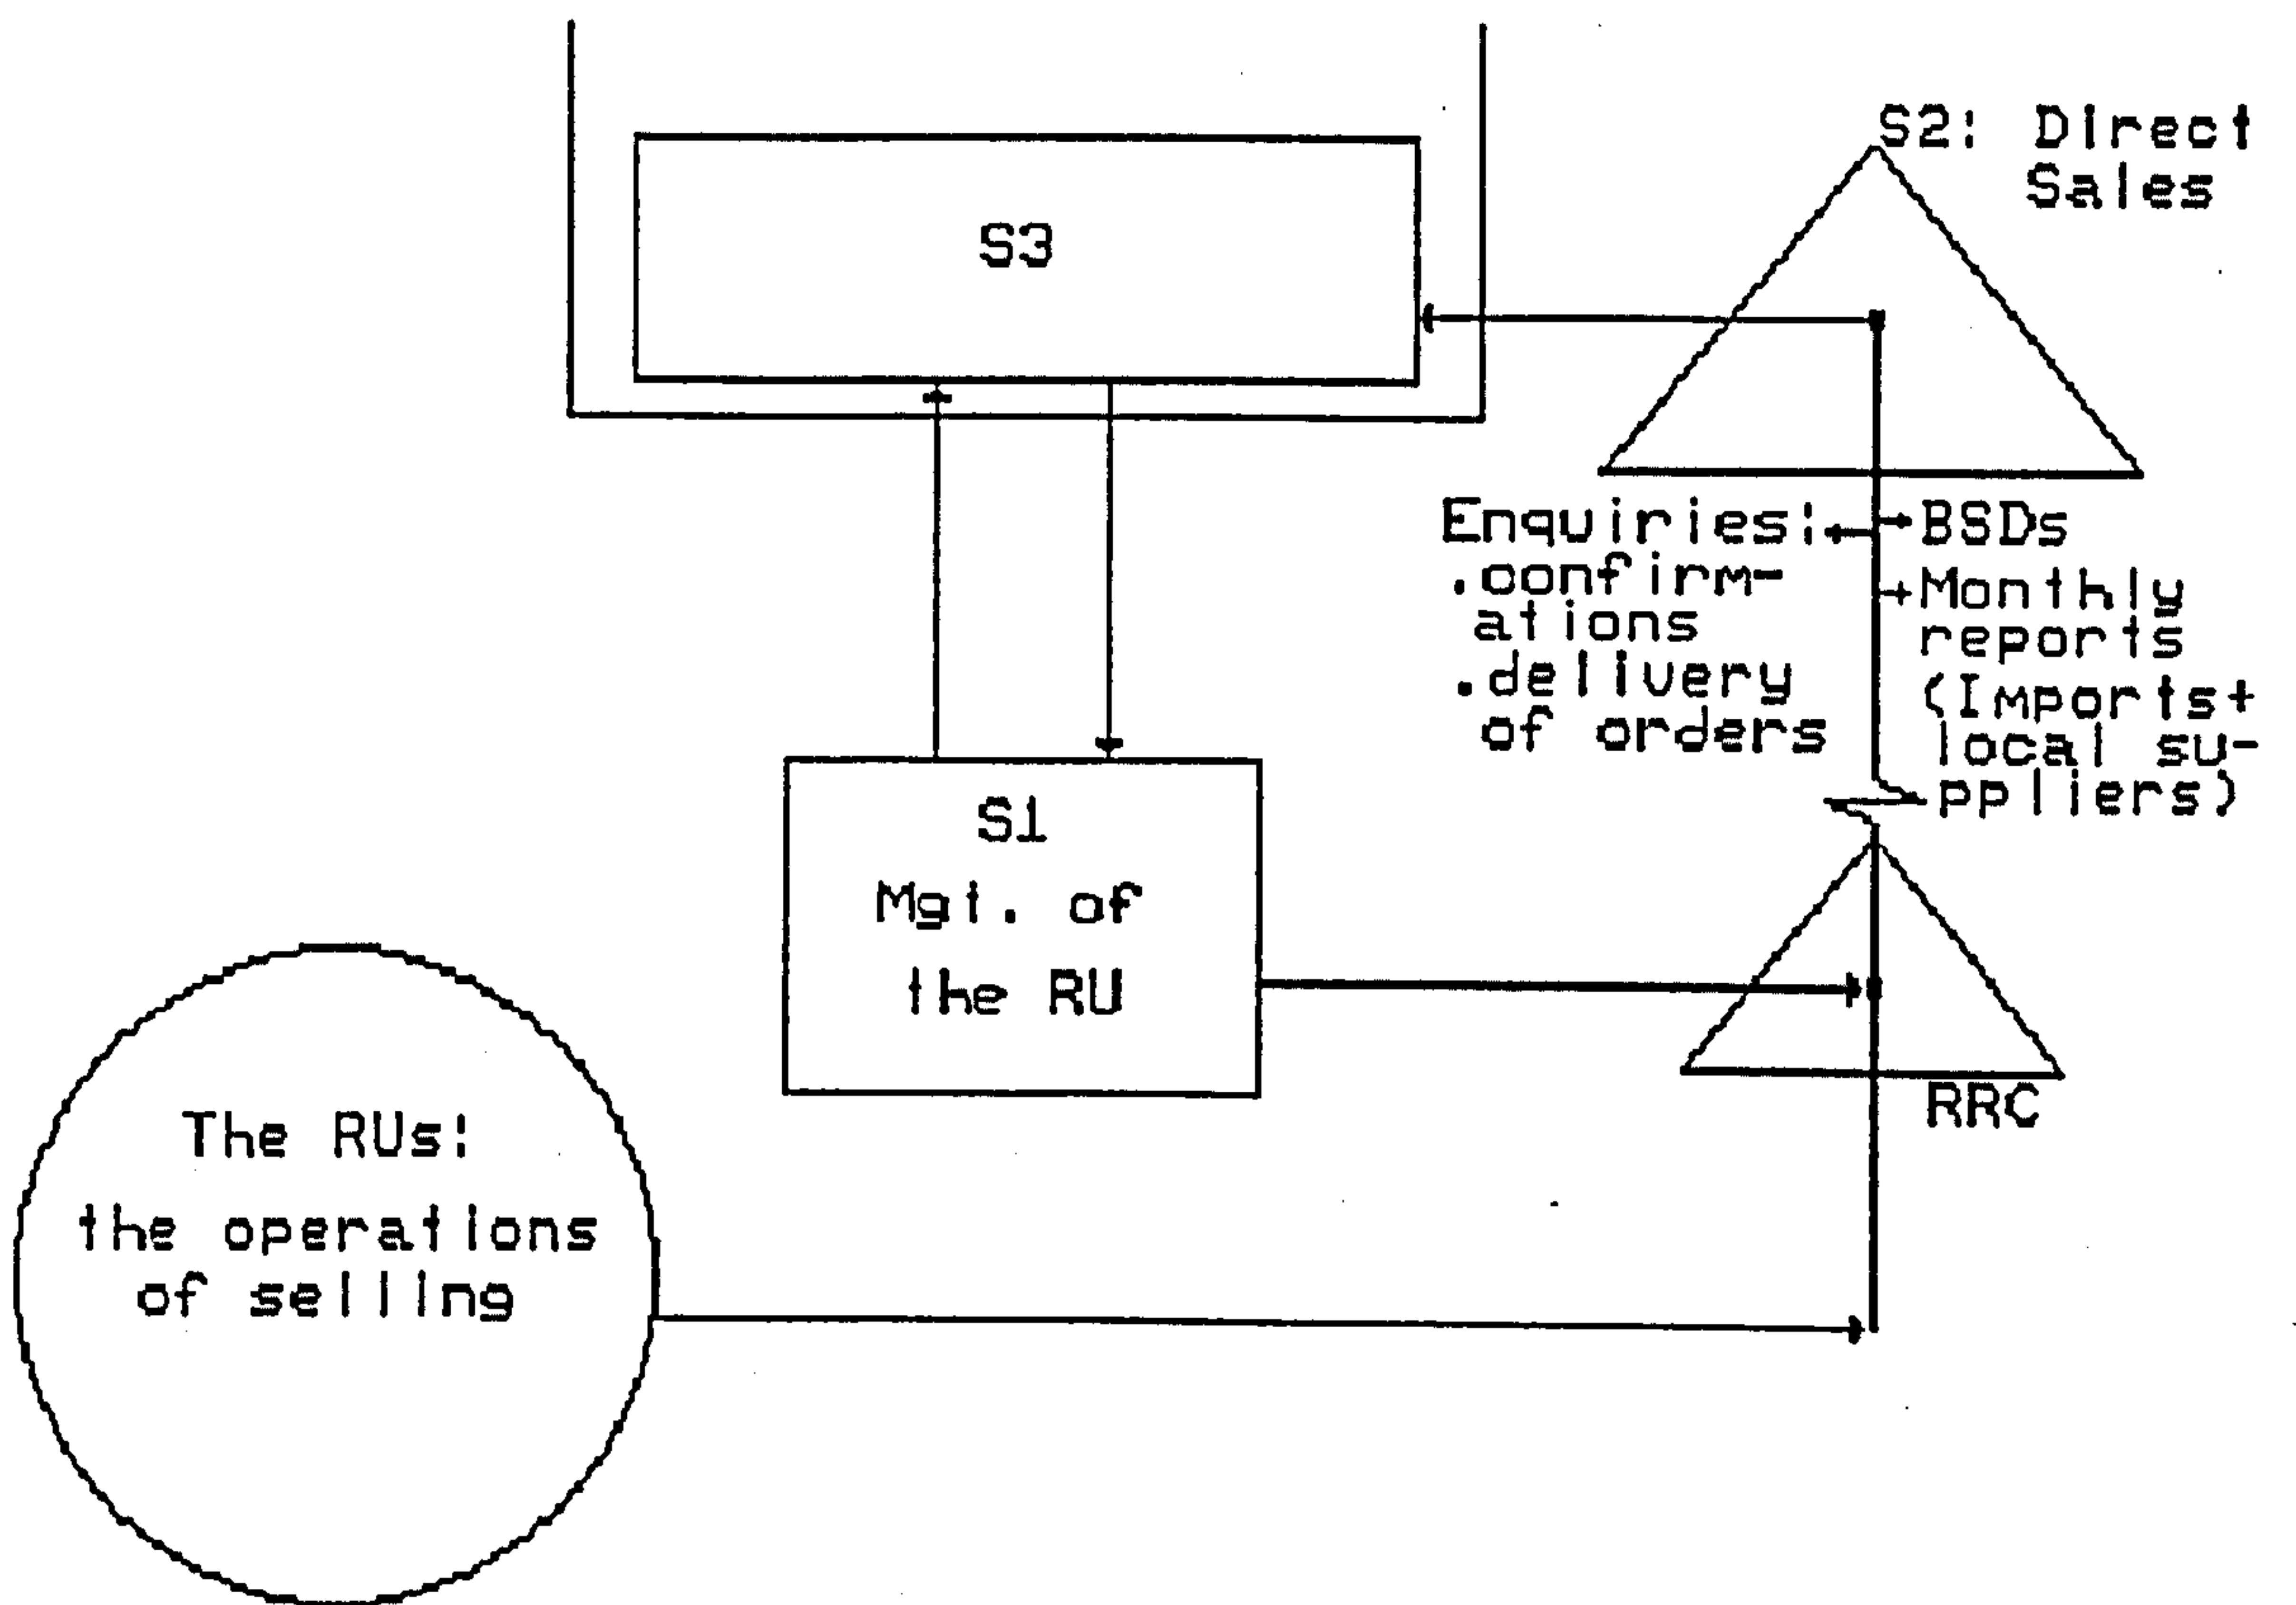 S2: Direct
Sales
S3
Enquiries:
.confirm-
ations
.delivery
of orders
BSDs
Monthly
reports
(Imports+
local su-
ppliers)
S1
Mgt. of
the RU
RRC
The RUs:
the operations
of selling